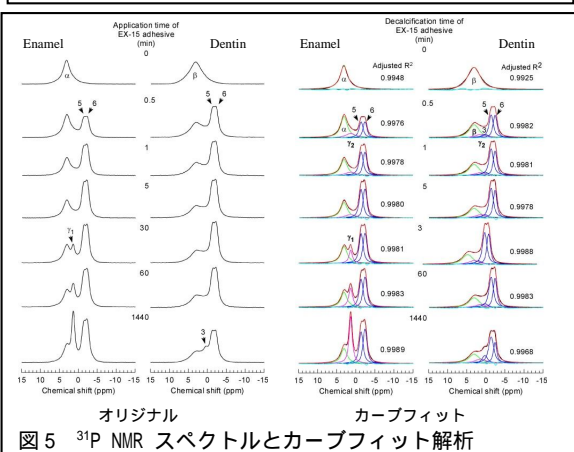 Application time of
EX-15 adhesive
(min)
Enamel
Dentin
0
α
β
0.5
5
6
5
6
1
5
30
γ1
60
1440
3
15 10 5 0 -5 -10 -15
15 10 5 0 -5 -10 -15
Chemical shift (ppm)
Chemical shift (ppm)
オリジナル
Decalcification time of
EX-15 adhesive
(min)
Enamel
Dentin
0
Adjusted R²
0.9948
Adjusted R²
0.9925
α
β
0.5
5
6
0.9976
α
γ2
5
6
0.9982
β
3
γ2
1
0.9978
0.9981
5
0.9980
0.9978
3
γ1
0.9981
0.9988
60
0.9983
0.9983
1440
0.9989
0.9968
15 10 5 0 -5 -10 -15
15 10 5 0 -5 -10 -15
Chemical shift (ppm)
Chemical shift (ppm)
カーブフィット
図5 ³¹P NMR スペクトルとカーブフィット解析